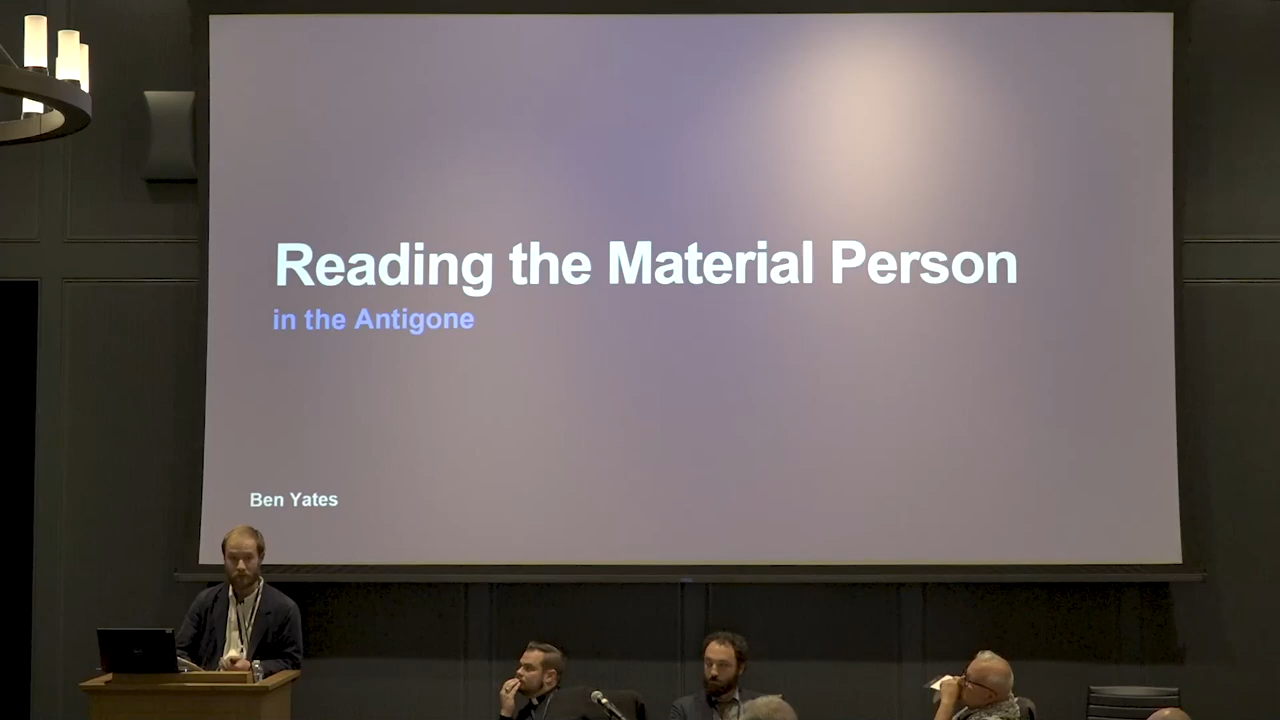 Reading the Material Person
in the Antigone
Ben Yates